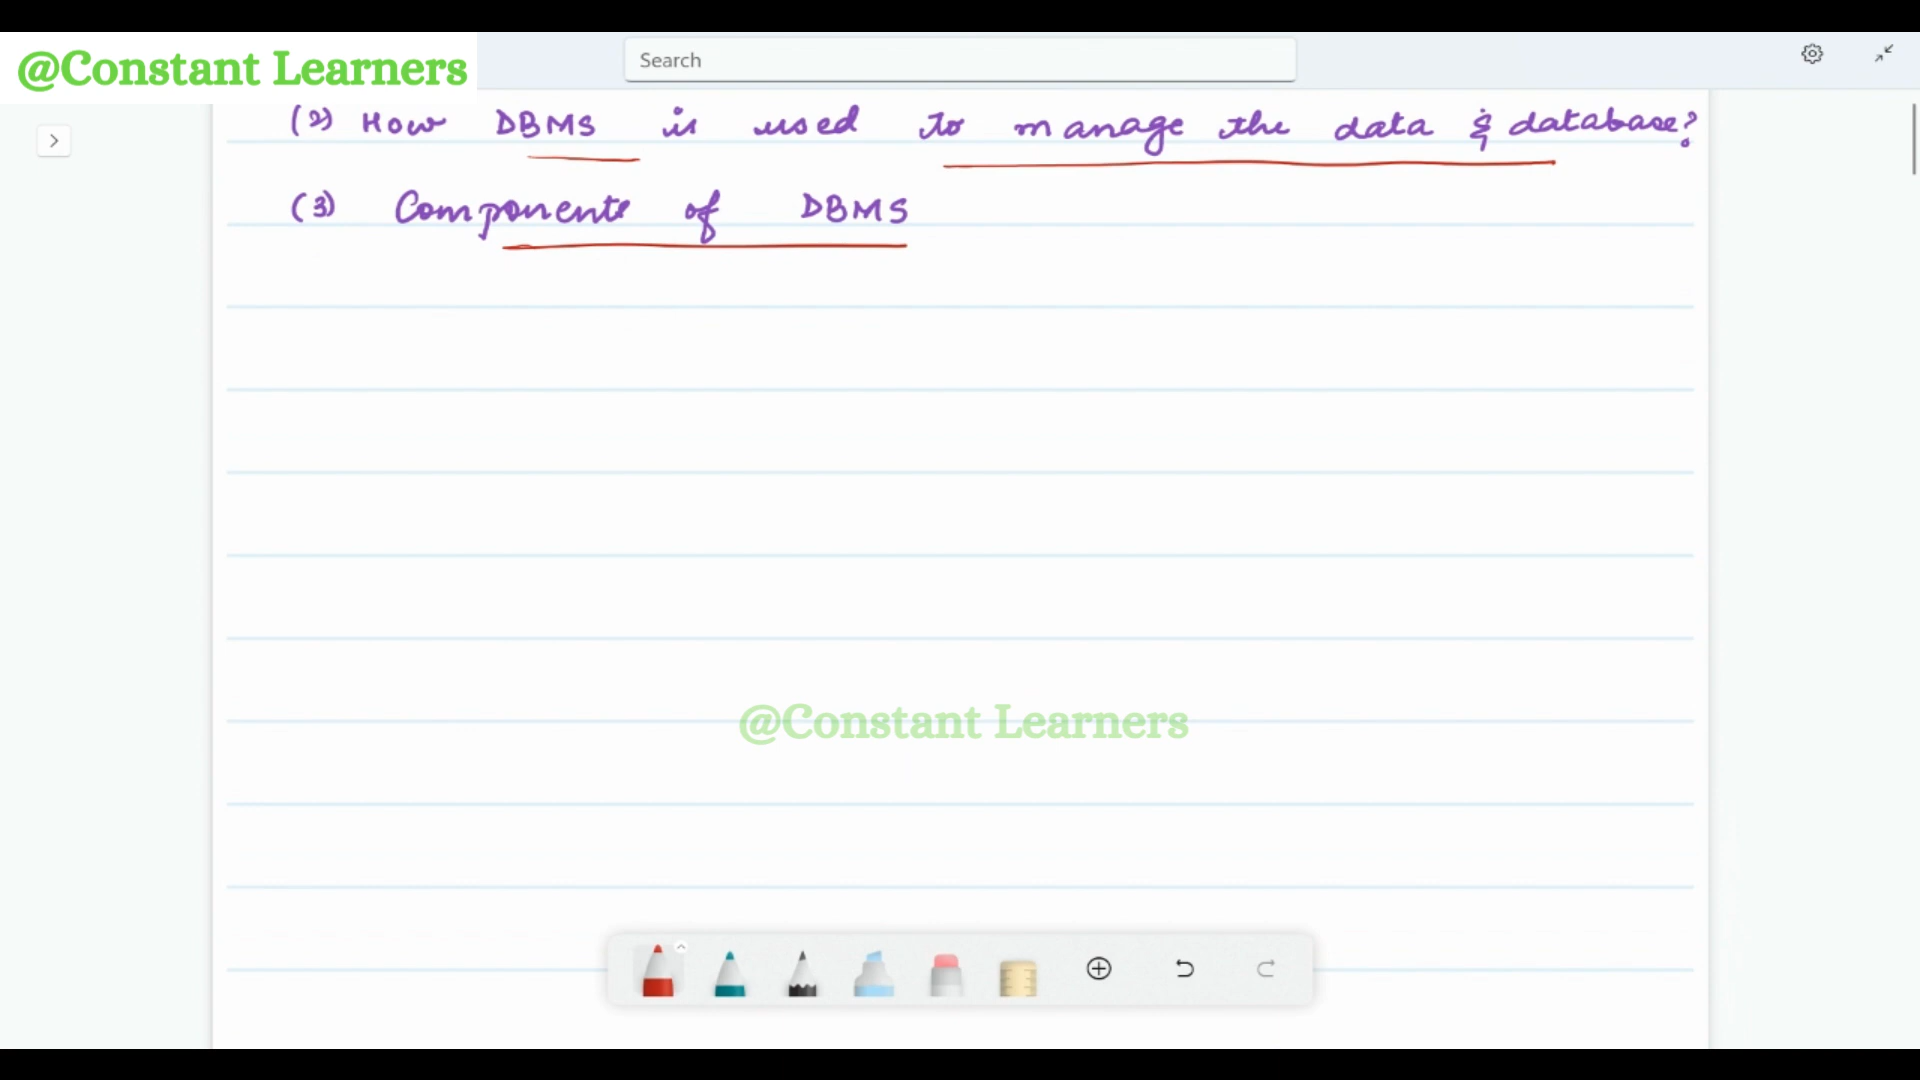 @Constant Learners
Search
(2) How DBMS is used to manage the data & database?
(3) Components of DBMS
@Constant Learners